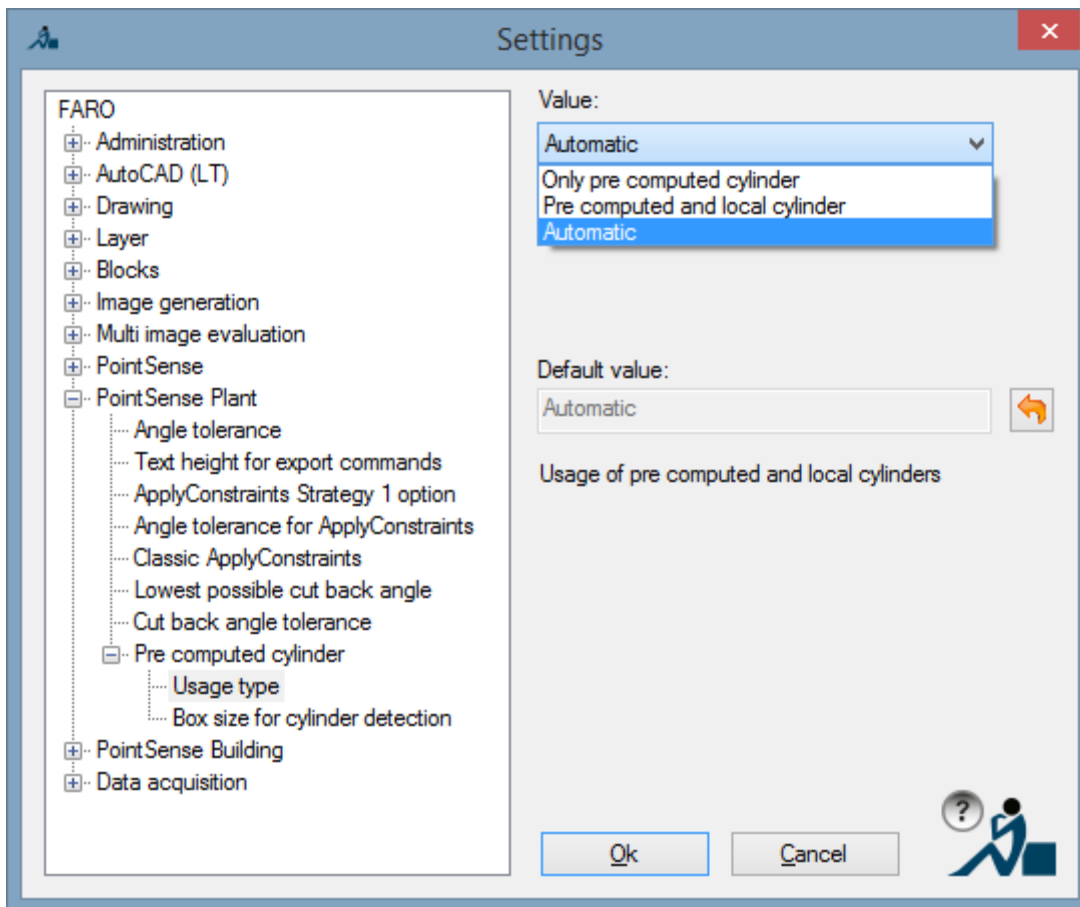 Settings
FARO
Administration
AutoCAD (LT)
Drawing
Layer
Blocks
Image generation
Multi image evaluation
PointSense
PointSense Plant
Angle tolerance
Text height for export commands
ApplyConstraints Strategy 1 option
Angle tolerance for ApplyConstraints
Classic ApplyConstraints
Lowest possible cut back angle
Cut back angle tolerance
Pre computed cylinder
Usage type
Box size for cylinder detection
PointSense Building
Data acquisition
Value:
Automatic
Only pre computed cylinder
Pre computed and local cylinder
Automatic
Default value:
Automatic
Usage of pre computed and local cylinders
?
Ok
Cancel